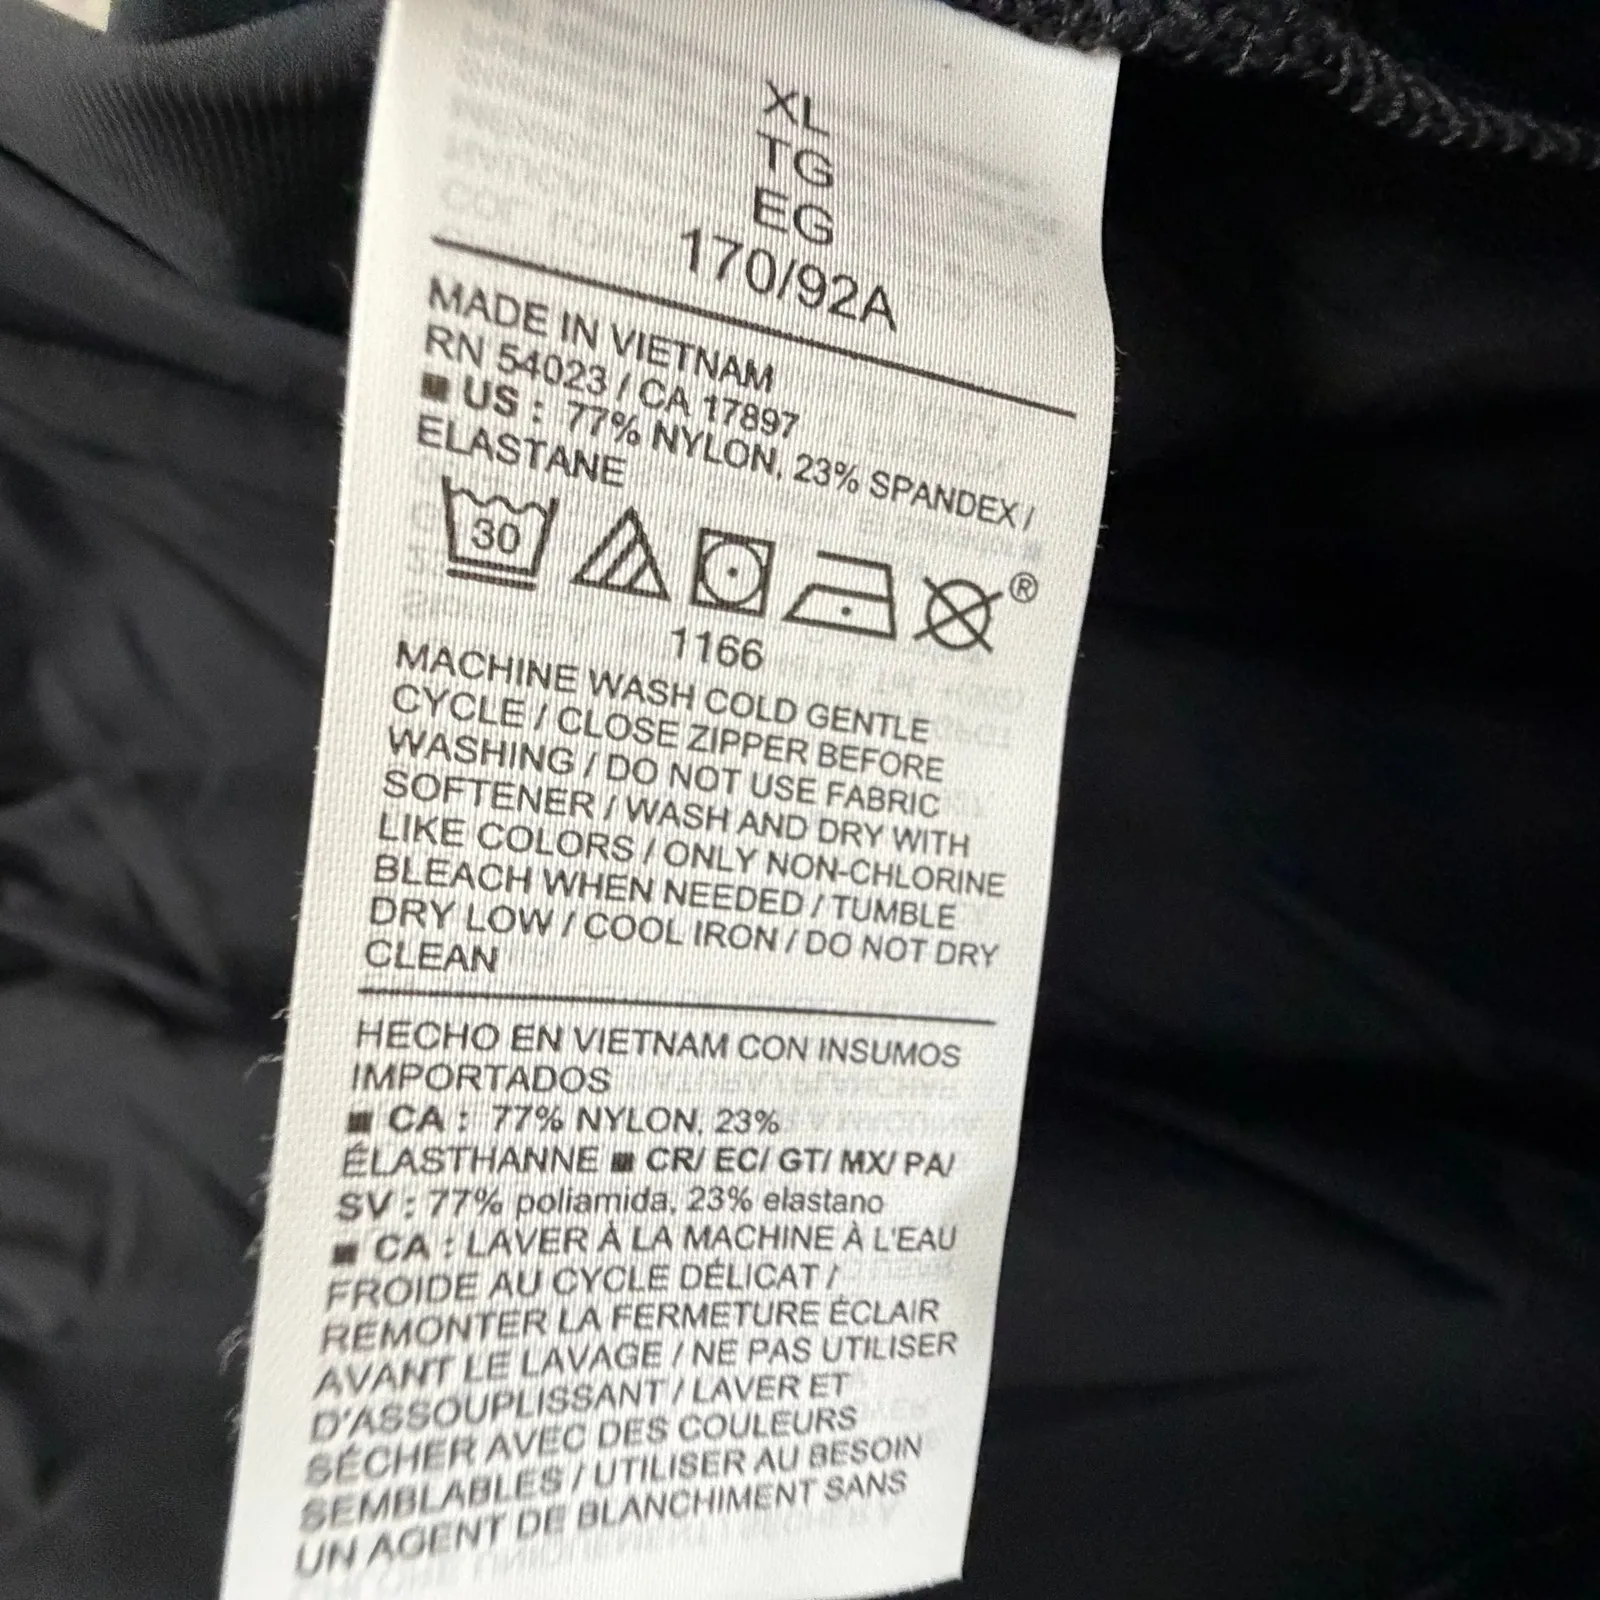 XL
TG
EG
170/92A
MADE IN VIETNAM
RN 54023 / CA 17897
■ US : 77% NYLON, 23% SPANDEX /
ELASTANE
30
®
1166
MACHINE WASH COLD GENTLE
CYCLE / CLOSE ZIPPER BEFORE
WASHING / DO NOT USE FABRIC
SOFTENER / WASH AND DRY WITH
LIKE COLORS / ONLY NON-CHLORINE
BLEACH WHEN NEEDED / TUMBLE
DRY LOW / COOL IRON / DO NOT DRY
CLEAN
HECHO EN VIETNAM CON INSUMOS
IMPORTADOS
■ CA : 77% NYLON, 23%
ÉLASTHANNE ■ CR/ EC/ GT/ MX/ PA/
SV : 77% poliamida, 23% elastano
■ CA : LAVER À LA MACHINE À L'EAU
FROIDE AU CYCLE DÉLICAT /
REMONTER LA FERMETURE ÉCLAIR
AVANT LE LAVAGE / NE PAS UTILISER
D'ASSOUPLISSANT / LAVER ET
SÉCHER AVEC DES COULEURS
SEMBLABLES / UTILISER AU BESOIN
UN AGENT DE BLANCHIMENT SANS